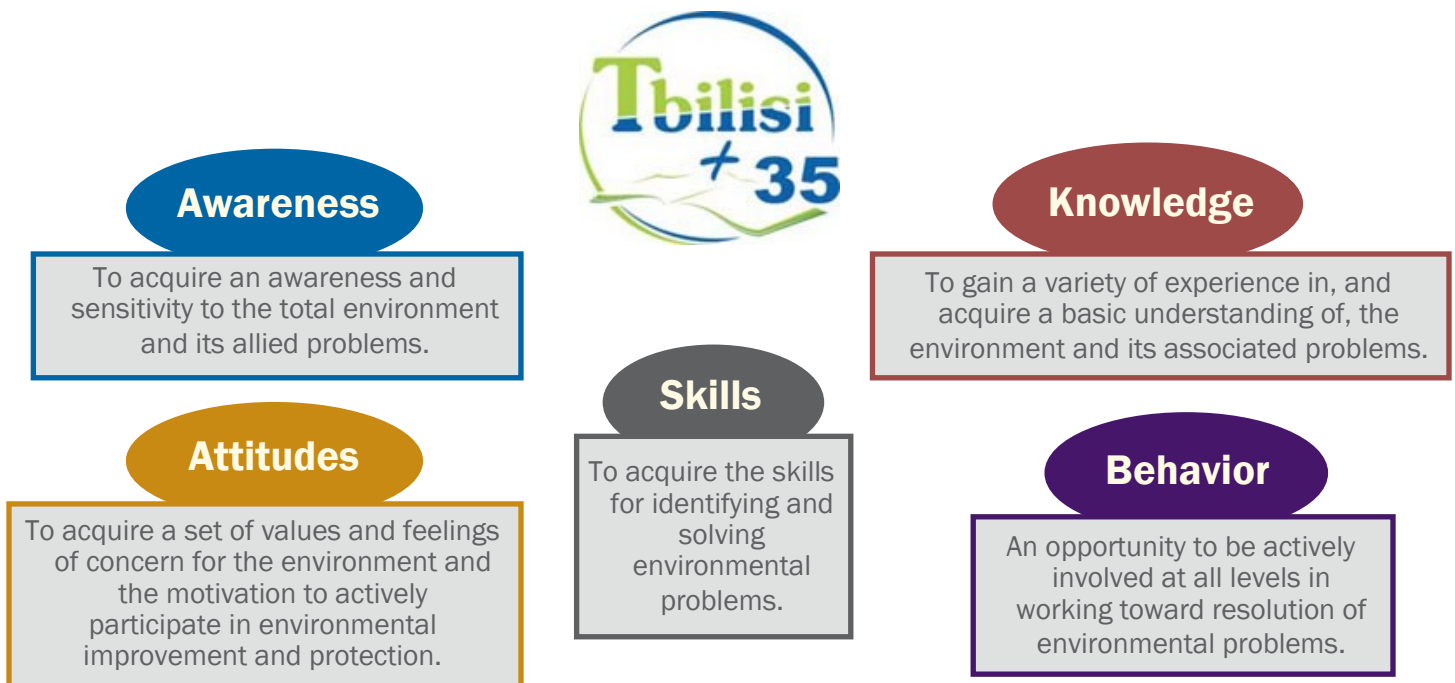 Tbilisi
+ 35
Awareness
To acquire an awareness and
sensitivity to the total environment
and its allied problems.
Knowledge
To gain a variety of experience in, and
acquire a basic understanding of, the
environment and its associated problems.
Skills
To acquire the skills
for identifying and
solving
environmental
problems.
Attitudes
To acquire a set of values and feelings
of concern for the environment and
the motivation to actively
participate in environmental
improvement and protection.
Behavior
An opportunity to be actively
involved at all levels in
working toward resolution of
environmental problems.